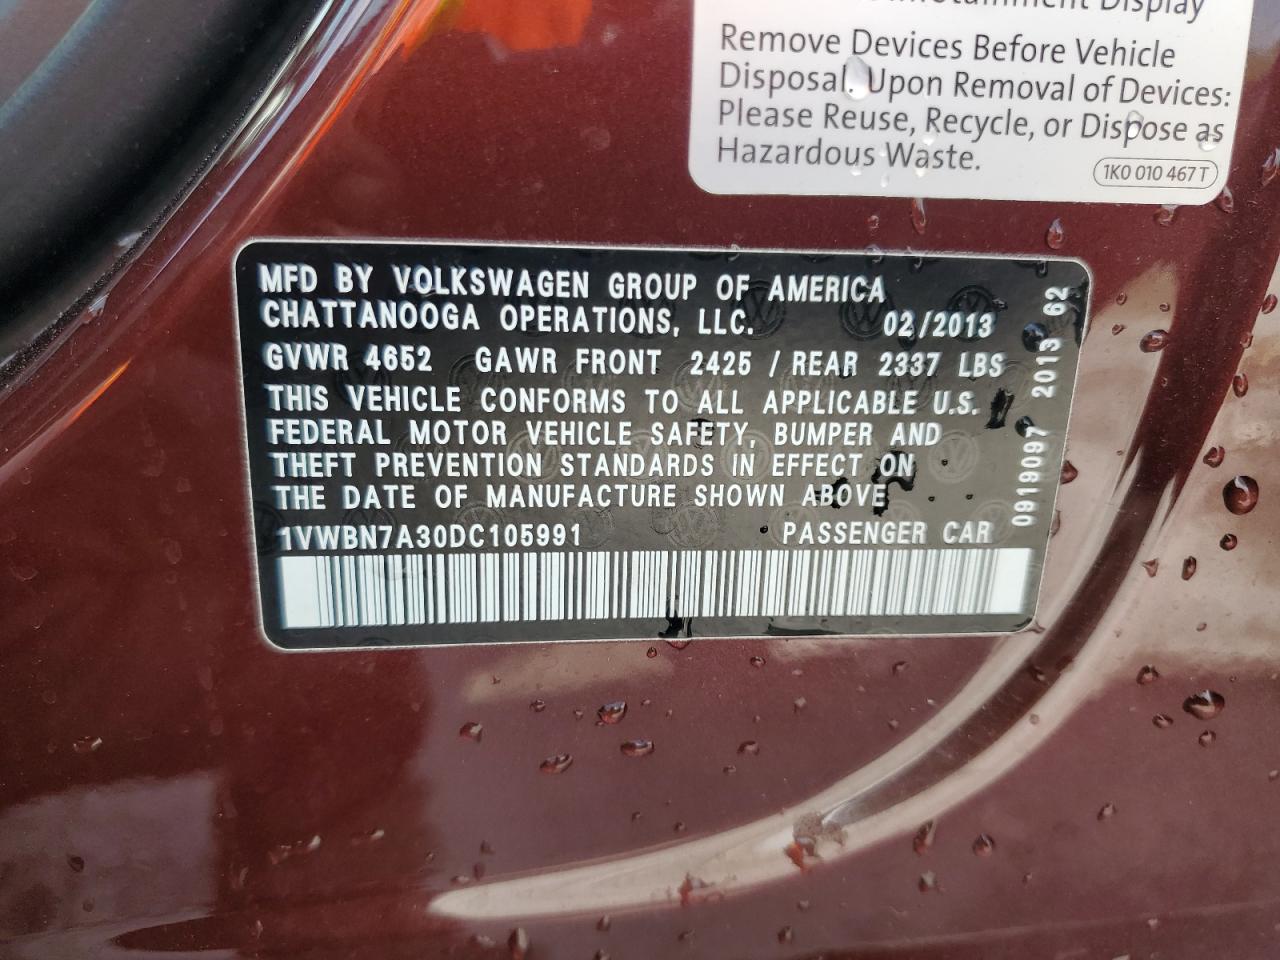 Display
Remove Devices Before Vehicle
Disposal. Upon Removal of Devices:
Please Reuse, Recycle, or Dispose as
Hazardous Waste.
1K0 010 467 T
MFD BY VOLKSWAGEN GROUP OF AMERICA
CHATTANOOGA OPERATIONS, LLC. 02/2013
GVWR 4652 GAWR FRONT 2425 / REAR 2337 LBS
THIS VEHICLE CONFORMS TO ALL APPLICABLE U.S.
FEDERAL MOTOR VEHICLE SAFETY, BUMPER AND
THEFT PREVENTION STANDARDS IN EFFECT ON
THE DATE OF MANUFACTURE SHOWN ABOVE
1VWBN7A30DC105991 PASSENGER CAR
0919097 2013 62